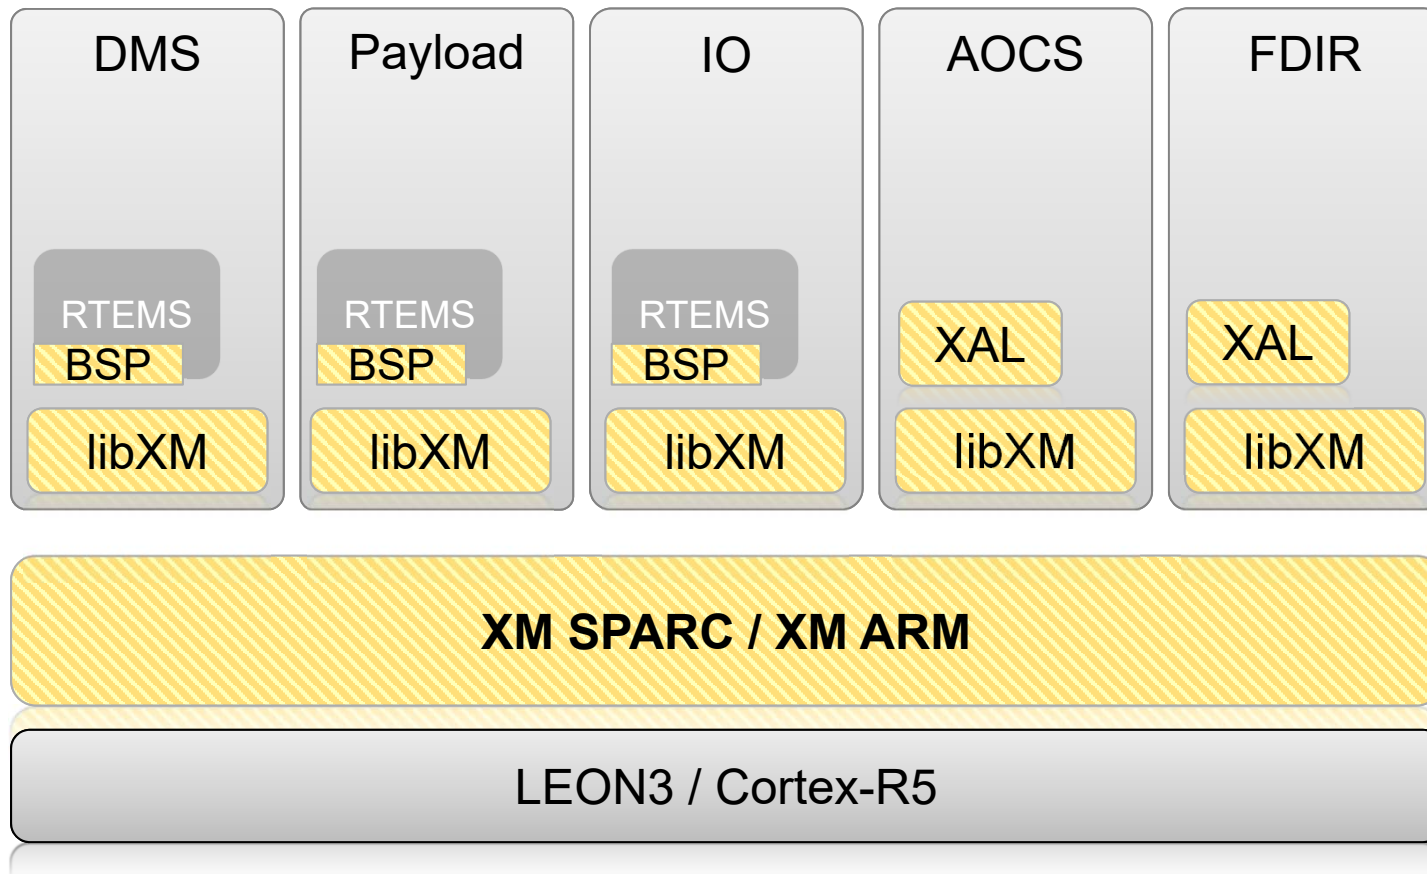 DMS
Payload
IO
AOCS
FDIR
RTEMS
BSP
libXM
RTEMS
BSP
libXM
RTEMS
BSP
libXM
XAL
libXM
XAL
libXM
XM SPARC / XM ARM
LEON3 / Cortex-R5